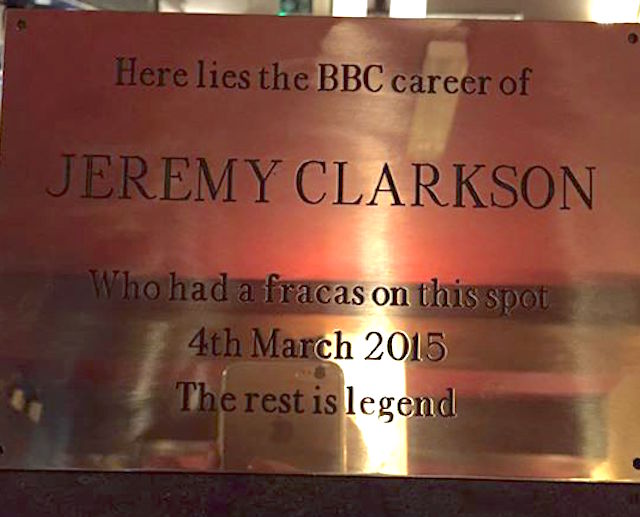 Here lies the BBC career of
JEREMY CLARKSON
Who had a fracas on this spot
4th March 2015
The rest is legend